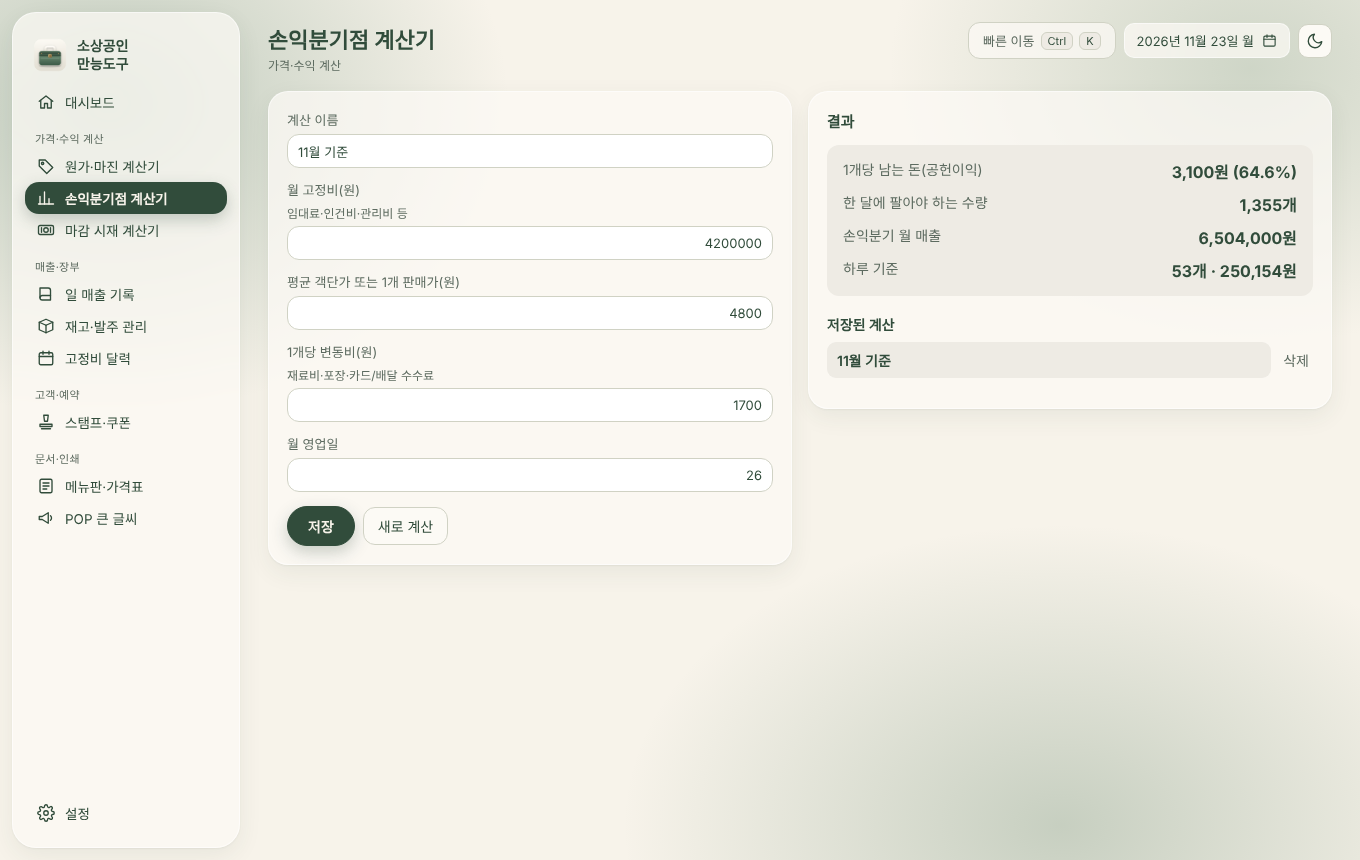 소상공인
만능도구
대시보드
가격·수익 계산
원가·마진 계산기
손익분기점 계산기
마감 시재 계산기
매출·장부
일 매출 기록
재고·발주 관리
고정비 달력
고객·예약
스탬프·쿠폰
문서·인쇄
메뉴판·가격표
POP 큰 글씨
설정
손익분기점 계산기
가격·수익 계산
빠른 이동 Ctrl K
2026년 11월 23일 월
계산 이름
11월 기준
월 고정비(원)
임대료·인건비·관리비 등
4200000
평균 객단가 또는 1개 판매가(원)
4800
1개당 변동비(원)
재료비·포장·카드/배달 수수료
1700
월 영업일
26
저장 새로 계산
결과
1개당 남는 돈(공헌이익) 3,100원 (64.6%)
한 달에 팔아야 하는 수량 1,355개
손익분기 월 매출 6,504,000원
하루 기준 53개 · 250,154원
저장된 계산
11월 기준 삭제